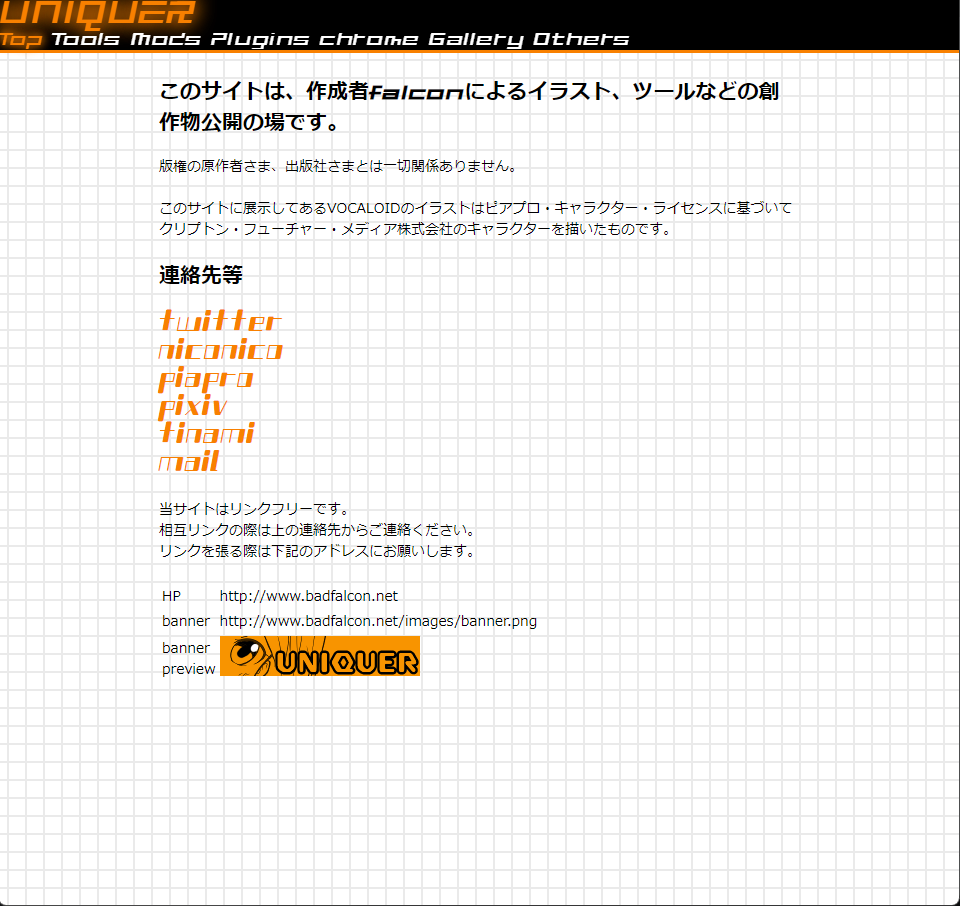 UNIQUER
Top Tools Moc's Plugins chrome Gallery Others
このサイトは、作成者falconによるイラスト、ツールなどの創
作物公開の場です。
版権の原作者さま、出版社さまとは一切関係ありません。
このサイトに展示してあるVOCALOIDのイラストはピアプロ・キャラクター・ライセンスに基づいて
クリプトン・フューチャー・メディア株式会社のキャラクターを描いたものです。
連絡先等
twitter
niconico
piapro
pixiv
tinami
mail
当サイトはリンクフリーです。
相互リンクの際は上の連絡先からご連絡ください。
リンクを張る際は下記のアドレスにお願いします。
HP http://www.badfalcon.net
banner http://www.badfalcon.net/images/banner.png
banner
preview
UNIQUER